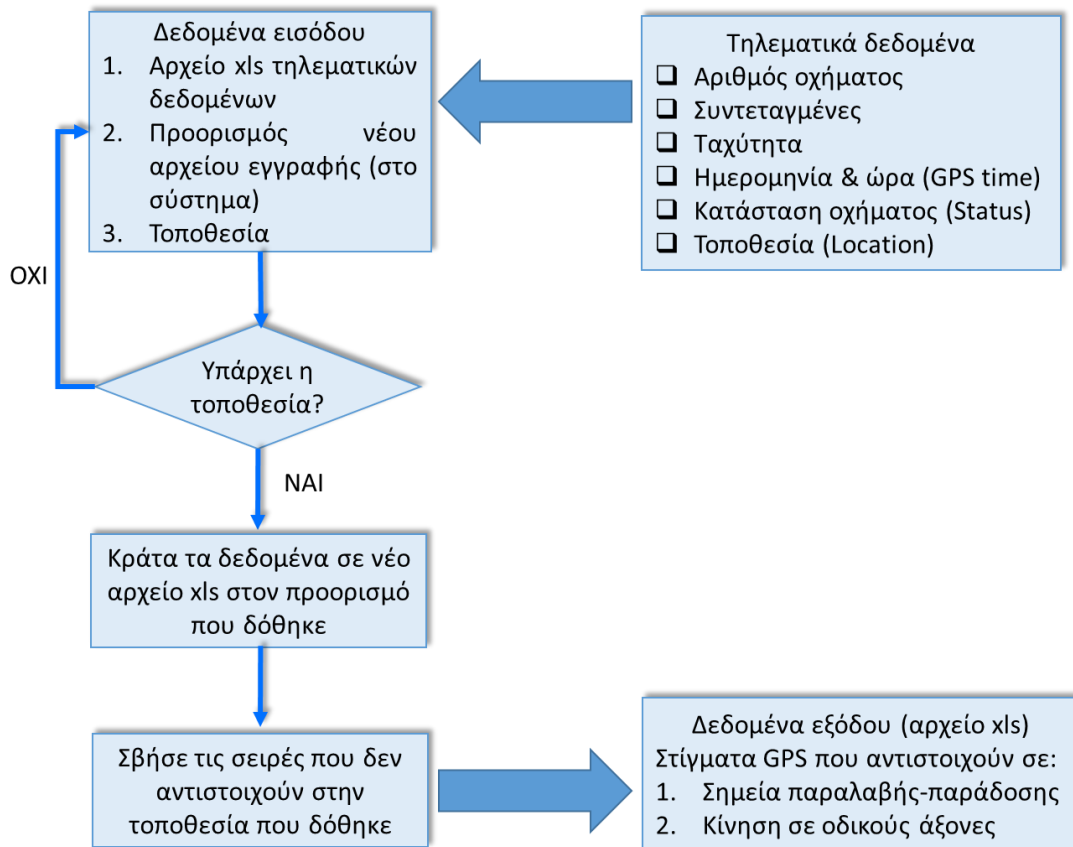 Δεδομένα εισόδου
1. Αρχείο xls τηλεματικών
δεδομένων
2. Προορισμός νέου
αρχείου εγγραφής (στο
σύστημα)
3. Τοποθεσία
Τηλεματικά δεδομένα
❑ Αριθμός οχήματος
❑ Συντεταγμένες
❑ Ταχύτητα
❑ Ημερομηνία & ώρα (GPS time)
❑ Κατάσταση οχήματος (Status)
❑ Τοποθεσία (Location)
ΟΧΙ
Υπάρχει η
τοποθεσία?
ΝΑΙ
Κράτα τα δεδομένα σε νέο
αρχείο xls στον προορισμό
που δόθηκε
Σβήσε τις σειρές που δεν
αντιστοιχούν στην
τοποθεσία που δόθηκε
Δεδομένα εξόδου (αρχείο xls)
Στίγματα GPS που αντιστοιχούν σε:
1. Σημεία παραλαβής-παράδοσης
2. Κίνηση σε οδικούς άξονες